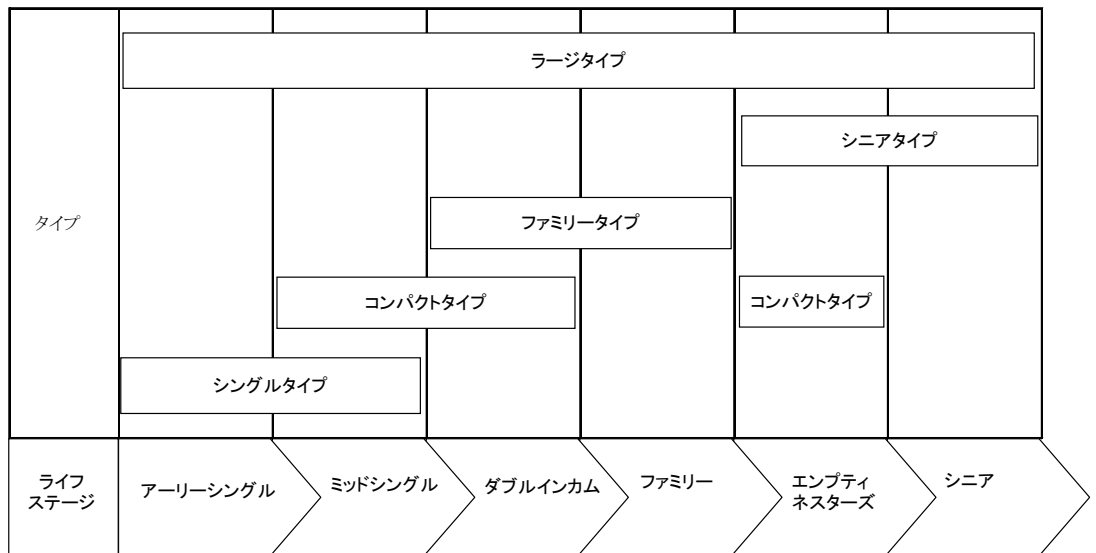 ラージタイプ
シニアタイプ
タイプ
ファミリータイプ
コンパクトタイプ
コンパクトタイプ
シングルタイプ
ライフ
ステージ
アーリーシングル
ミッドシングル
ダブルインカム
ファミリー
エンプティ
ネスターズ
シニア